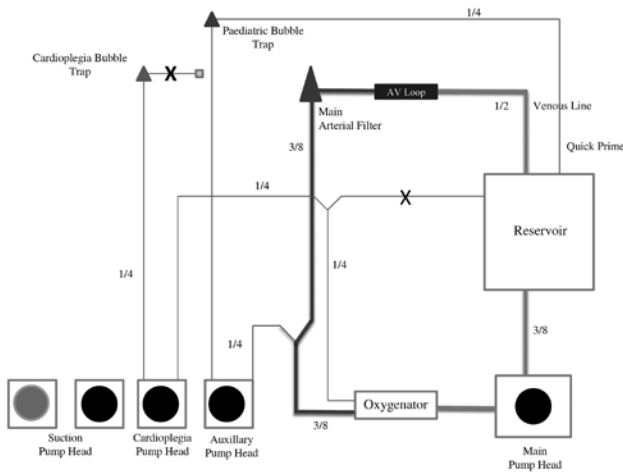 1/4
Paediatric Bubble
Trap
Cardioplegia Bubble
Trap
X
AV Loop
Main
Arterial Filter
1/2
Venous Line
3/8
Quick Prime
1/4
X
Reservoir
1/4
1/4
3/8
1/4
Oxygenator
3/8
Suction
Pump Head
Cardioplegia
Pump Head
Auxillary
Pump Head
Main
Pump Head